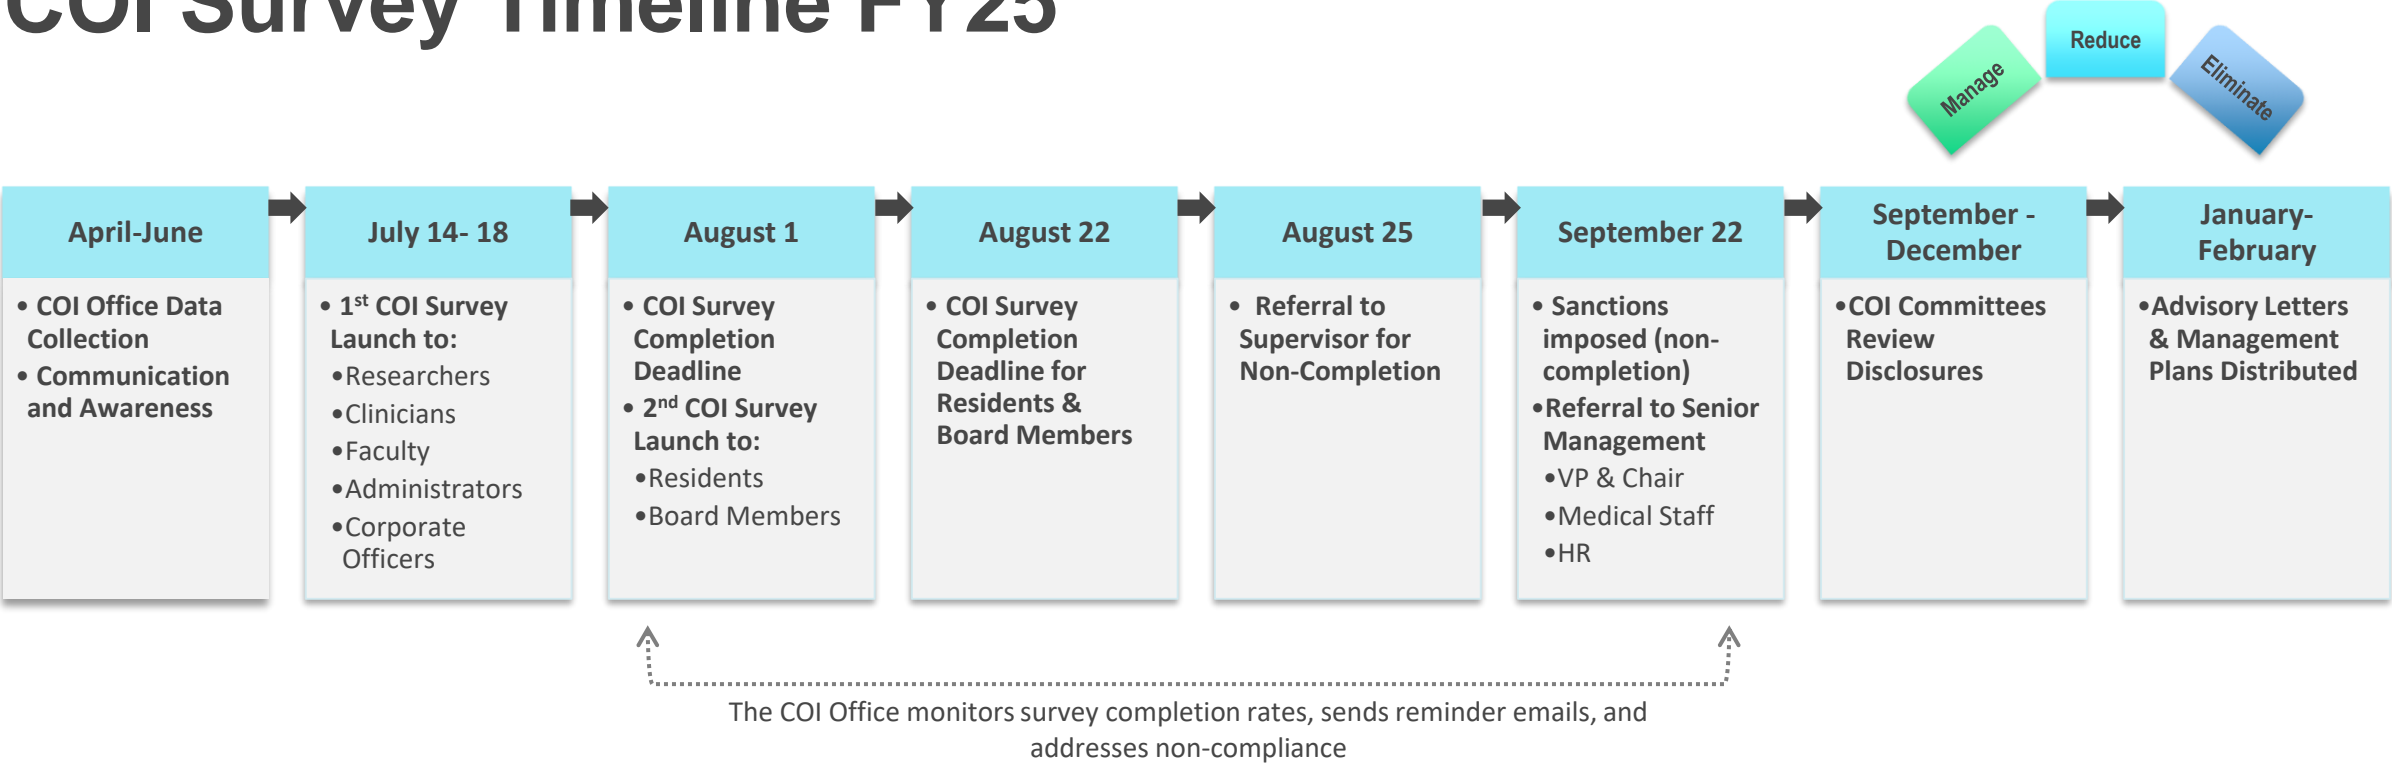 COI Survey Timeline FY25
Manage
Reduce
Eliminate
April-June
• COI Office Data
Collection
• Communication
and Awareness
July 14- 18
• 1st COI Survey
Launch to:
•Researchers
•Clinicians
•Faculty
•Administrators
•Corporate
Officers
August 1
• COI Survey
Completion
Deadline
• 2nd COI Survey
Launch to:
•Residents
•Board Members
August 22
• COI Survey
Completion
Deadline for
Residents &
Board Members
August 25
• Referral to
Supervisor for
Non-Completion
September 22
• Sanctions
imposed (non-
completion)
•Referral to Senior
Management
•VP & Chair
•Medical Staff
•HR
September -
December
•COI Committees
Review
Disclosures
January-
February
•Advisory Letters
& Management
Plans Distributed
The COI Office monitors survey completion rates, sends reminder emails, and
addresses non-compliance